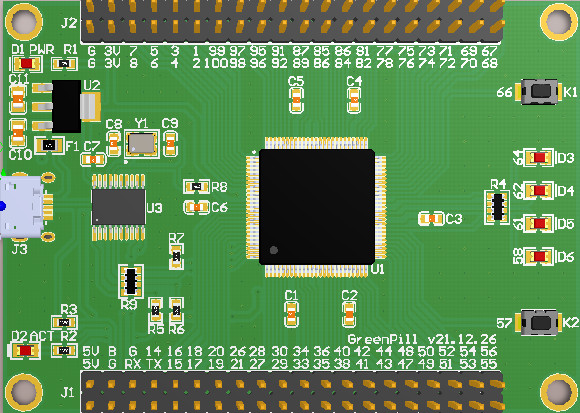 J2
D1 PWR R1
G 3V 7 5 3 1 99 97 95 91 89 87 85 81 77 75 73 71 69 67
G 3V 8 6 4 2 100 98 96 92 90 88 86 82 78 76 74 72 70 68
C11 U2 C5 C4
66 K1
C8 Y1 C9
C10 F1 C7
64 D3
R8 R4 62 D4
C6 U3 C3
61 D5
J3 R7
58 D6
U1
R9
C1 C2
R3 R5 R6 57 K2
GreenPill v21.12.26
D2 ACT R2
5V B G 14 16 18 20 26 28 30 34 36 40 42 44 48 50 52 54 56
5V G RX TX 15 17 19 21 27 29 33 35 39 41 43 47 49 51 53 55
J1